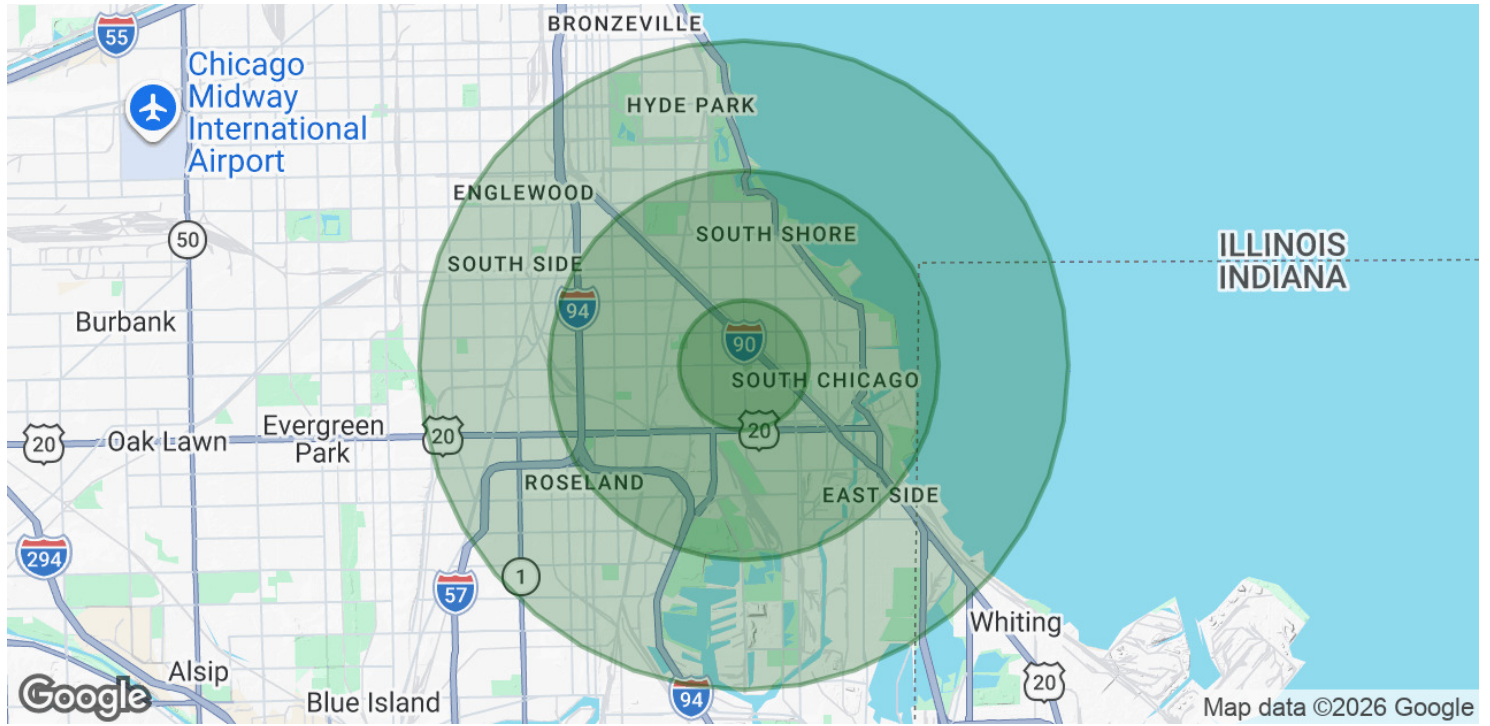 BRONZEVILLE
55
Chicago
Midway
International
Airport
HYDE PARK
ENGLEWOOD
50
SOUTH SHORE
ILLINOIS
INDIANA
SOUTH SIDE
94
Burbank
90
SOUTH CHICAGO
Evergreen
Park
20
Oak Lawn
20
20
ROSELAND
EAST SIDE
294
1
57
Whiting
Alsip
20
Blue Island
94
Google
Map data ©2026 Google